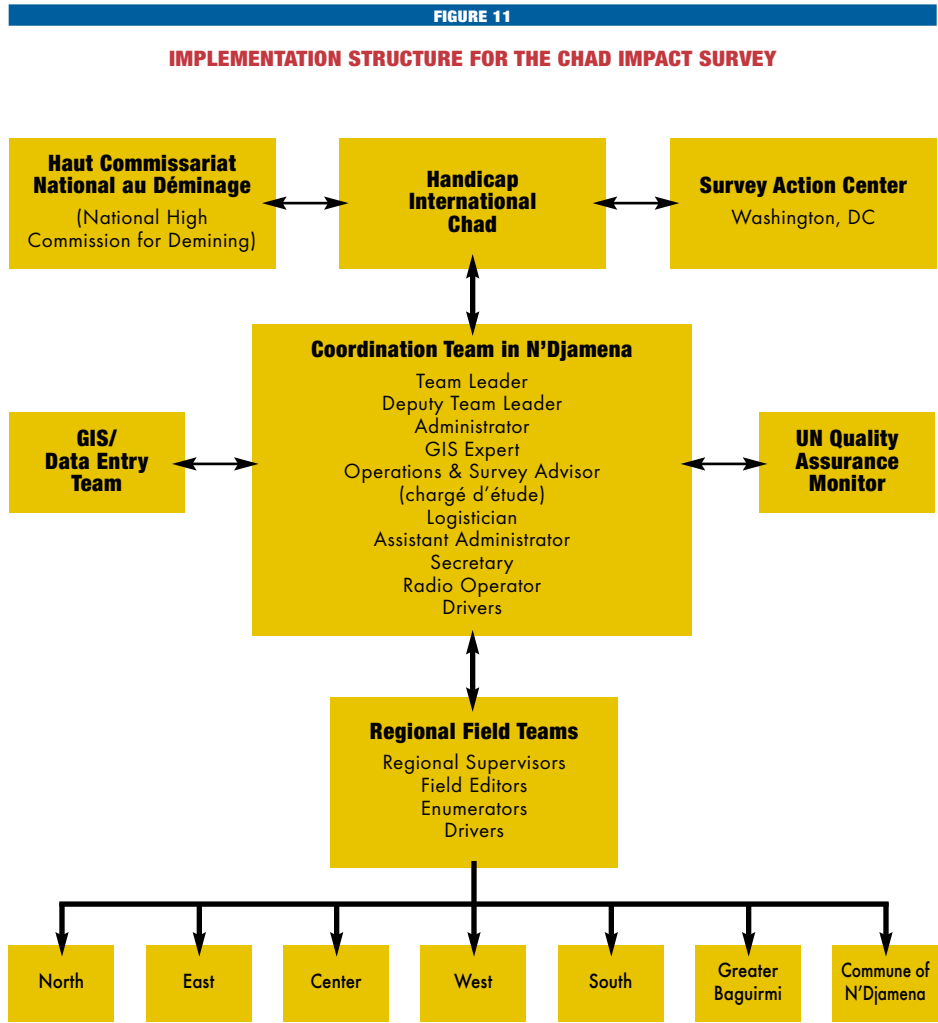 FIGURE 11
IMPLEMENTATION STRUCTURE FOR THE CHAD IMPACT SURVEY
Haut Commissariat
National au Déminage
(National High
Commission for Demining)
Handicap
International
Chad
Survey Action Center
Washington, DC
Coordination Team in N’Djamena
Team Leader
Deputy Team Leader
Administrator
GIS Expert
Operations & Survey Advisor
(chargé d’étude)
Logistician
Assistant Administrator
Secretary
Radio Operator
Drivers
GIS/
Data Entry
Team
UN Quality
Assurance
Monitor
Regional Field Teams
Regional Supervisors
Field Editors
Enumerators
Drivers
North
East
Center
West
South
Greater
Baguirmi
Commune of
N’Djamena